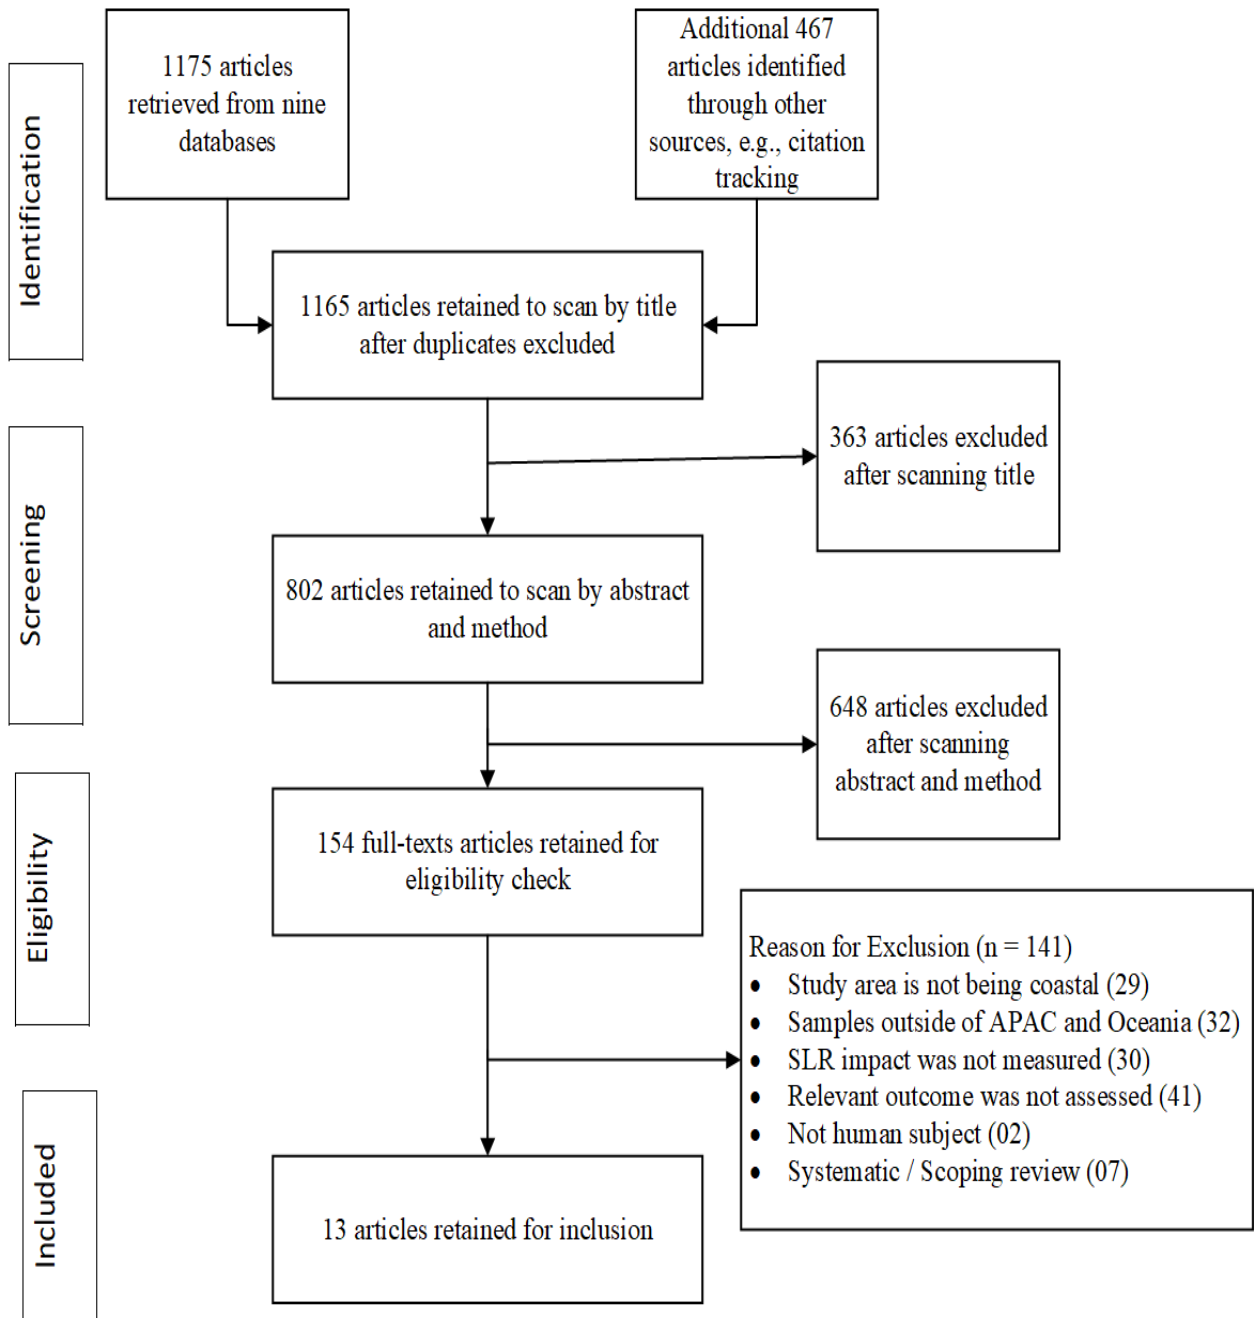 Identification
1175 articles
retrieved from nine
databases
Additional 467
articles identified
through other
sources, e.g., citation
tracking
1165 articles retained to scan by title
after duplicates excluded
363 articles excluded
after scanning title
Screening
802 articles retained to scan by abstract
and method
648 articles excluded
after scanning
abstract and method
Eligibility
154 full-texts articles retained for
eligibility check
Reason for Exclusion (n = 141)
• Study area is not being coastal (29)
• Samples outside of APAC and Oceania (32)
• SLR impact was not measured (30)
• Relevant outcome was not assessed (41)
• Not human subject (02)
• Systematic / Scoping review (07)
Included
13 articles retained for inclusion